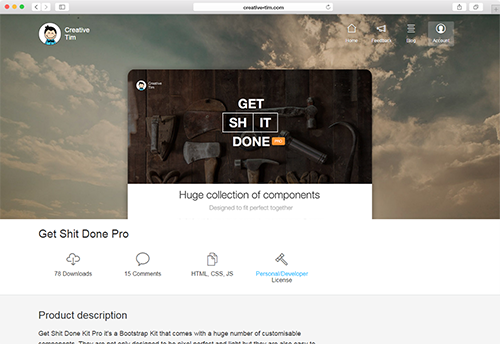 creative-tim.com
Creative
Tim
Home
Feedback
Blog
Account
Creative
Tim
GET
SH IT
DONE PRO
Huge collection of components
Designed to fit perfect together
Get Shit Done Pro
78 Downloads
15 Comments
HTML, CSS, JS
Personal/Developer
License
Product description
Get Shit Done Kit Pro it's a Bootstrap Kit that comes with a huge number of customisable
components. They are not only designed to be pixel perfect and light but they are also easy to